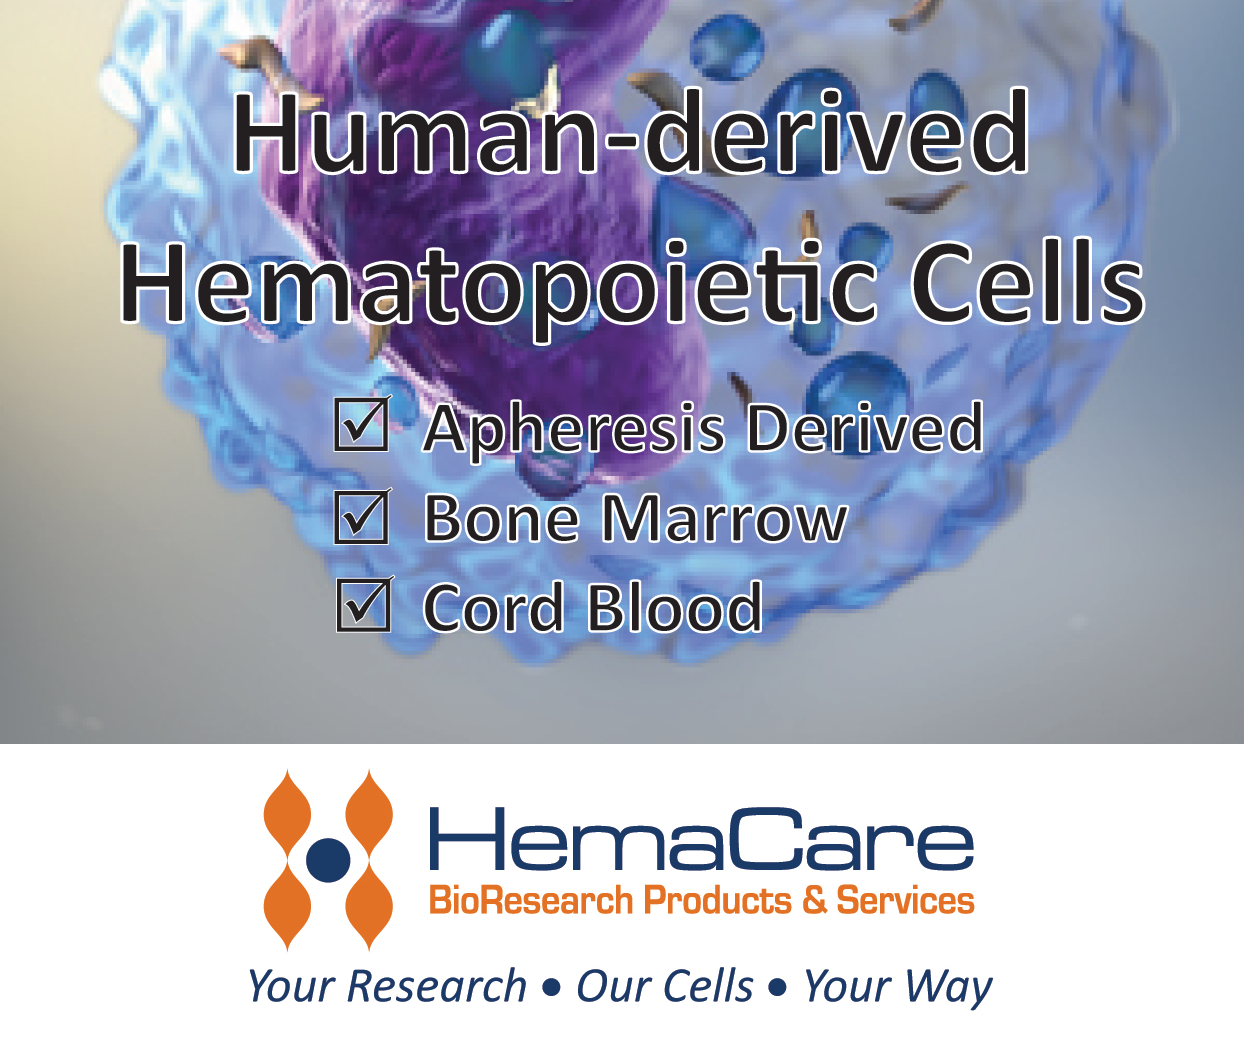 Human-derived
Hematopoietic Cells
☑ Apheresis Derived
☑ Bone Marrow
☑ Cord Blood
HemaCare
BioResearch Products & Services
Your Research • Our Cells • Your Way